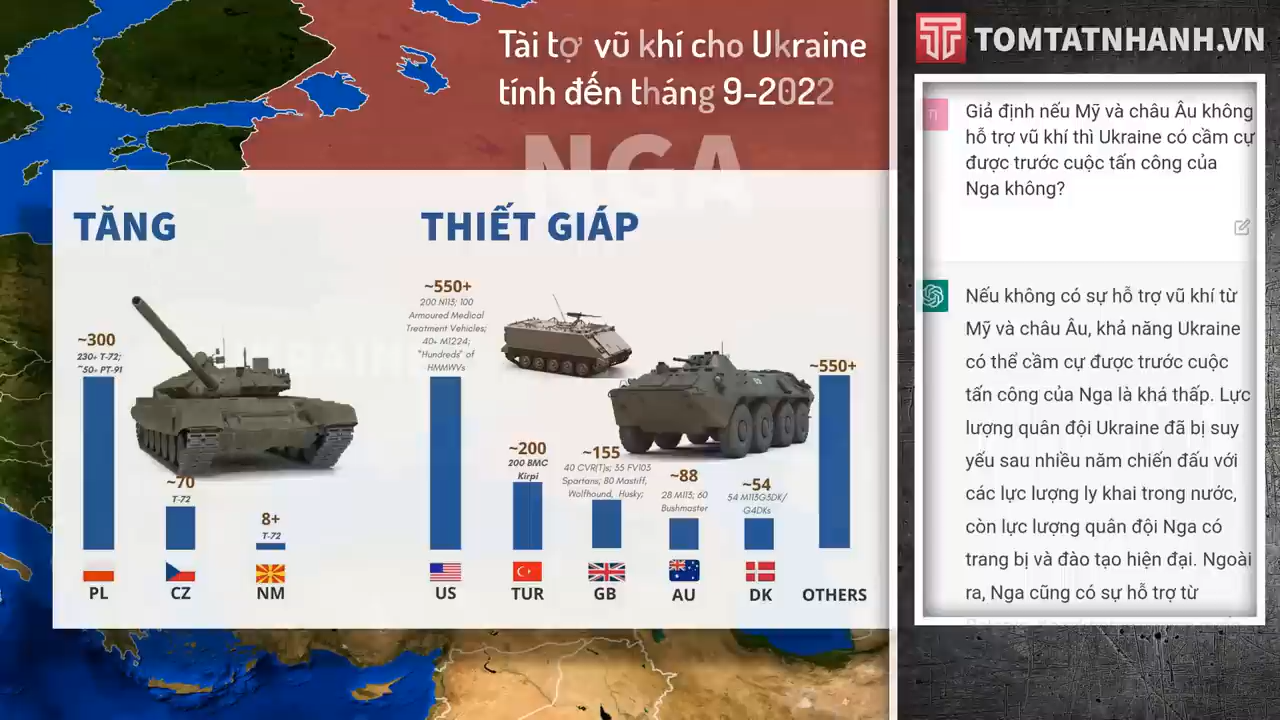 Tài tợ vũ khí cho Ukraine
tính đến tháng 9-2022
NGA
TĂNG
~300
230+ T-72;
~50+ PT-91
~70
T-72
8+
T-72
PL
CZ
NM
THIẾT GIÁP
~550+
200 N113; 100
Armoured Medical
Treatment Vehicles;
40+ M1224;
"Hundreds" of
HMMWVs
~200
200 BMC
Kirpi
~155
40 CVR(T)s; 35 FV103
Spartans; 80 Mastiff,
Wolfhound, Husky;
~88
28 M113; 60
Bushmaster
~54
54 M113G3DK/
G4DKs
~550+
US
TUR
GB
AU
DK
OTHERS
TOMTATNHANH.VN
TI
Giả định nếu Mỹ và châu Âu không
hỗ trợ vũ khí thì Ukraine có cầm cự
được trước cuộc tấn công của
Nga không?
Nếu không có sự hỗ trợ vũ khí từ
Mỹ và châu Âu, khả năng Ukraine
có thể cầm cự được trước cuộc
tấn công của Nga là khá thấp. Lực
lượng quân đội Ukraine đã bị suy
yếu sau nhiều năm chiến đấu với
các lực lượng ly khai trong nước,
còn lực lượng quân đội Nga có
trang bị và đào tạo hiện đại. Ngoài
ra, Nga cũng có sự hỗ trợ từ